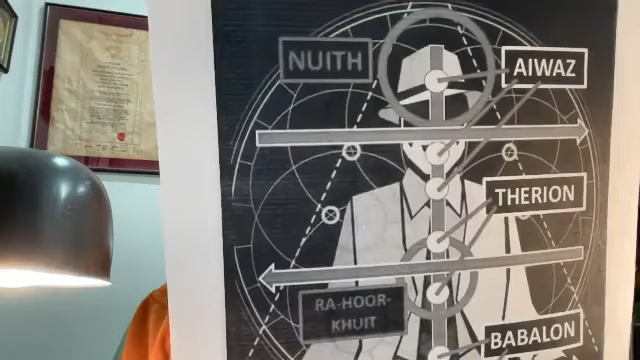 NUITH
AIWAZ
THERION
RA-HOOR-
KHUIT
BABALON